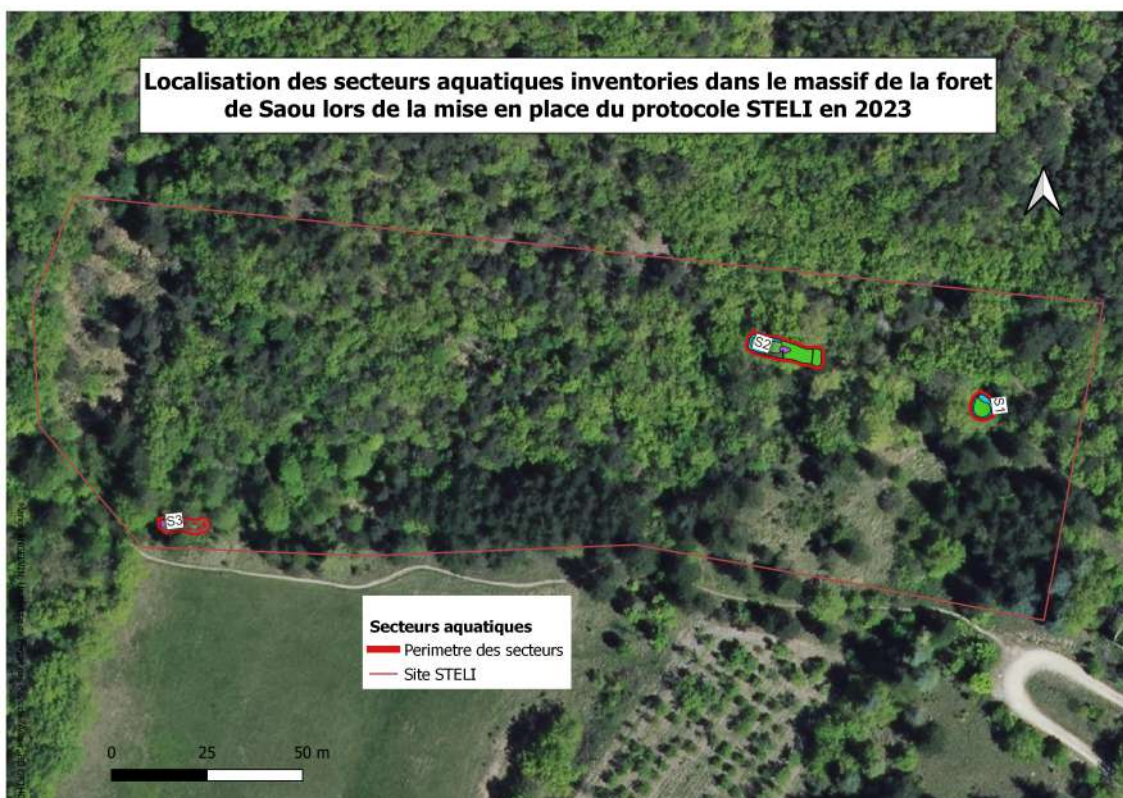 Localisation des secteurs aquatiques inventories dans le massif de la foret
de Saou lors de la mise en place du protocole STELI en 2023
S2
S1
S3
Secteurs aquatiques
Perimetre des secteurs
Site STELI
0 25 50 m